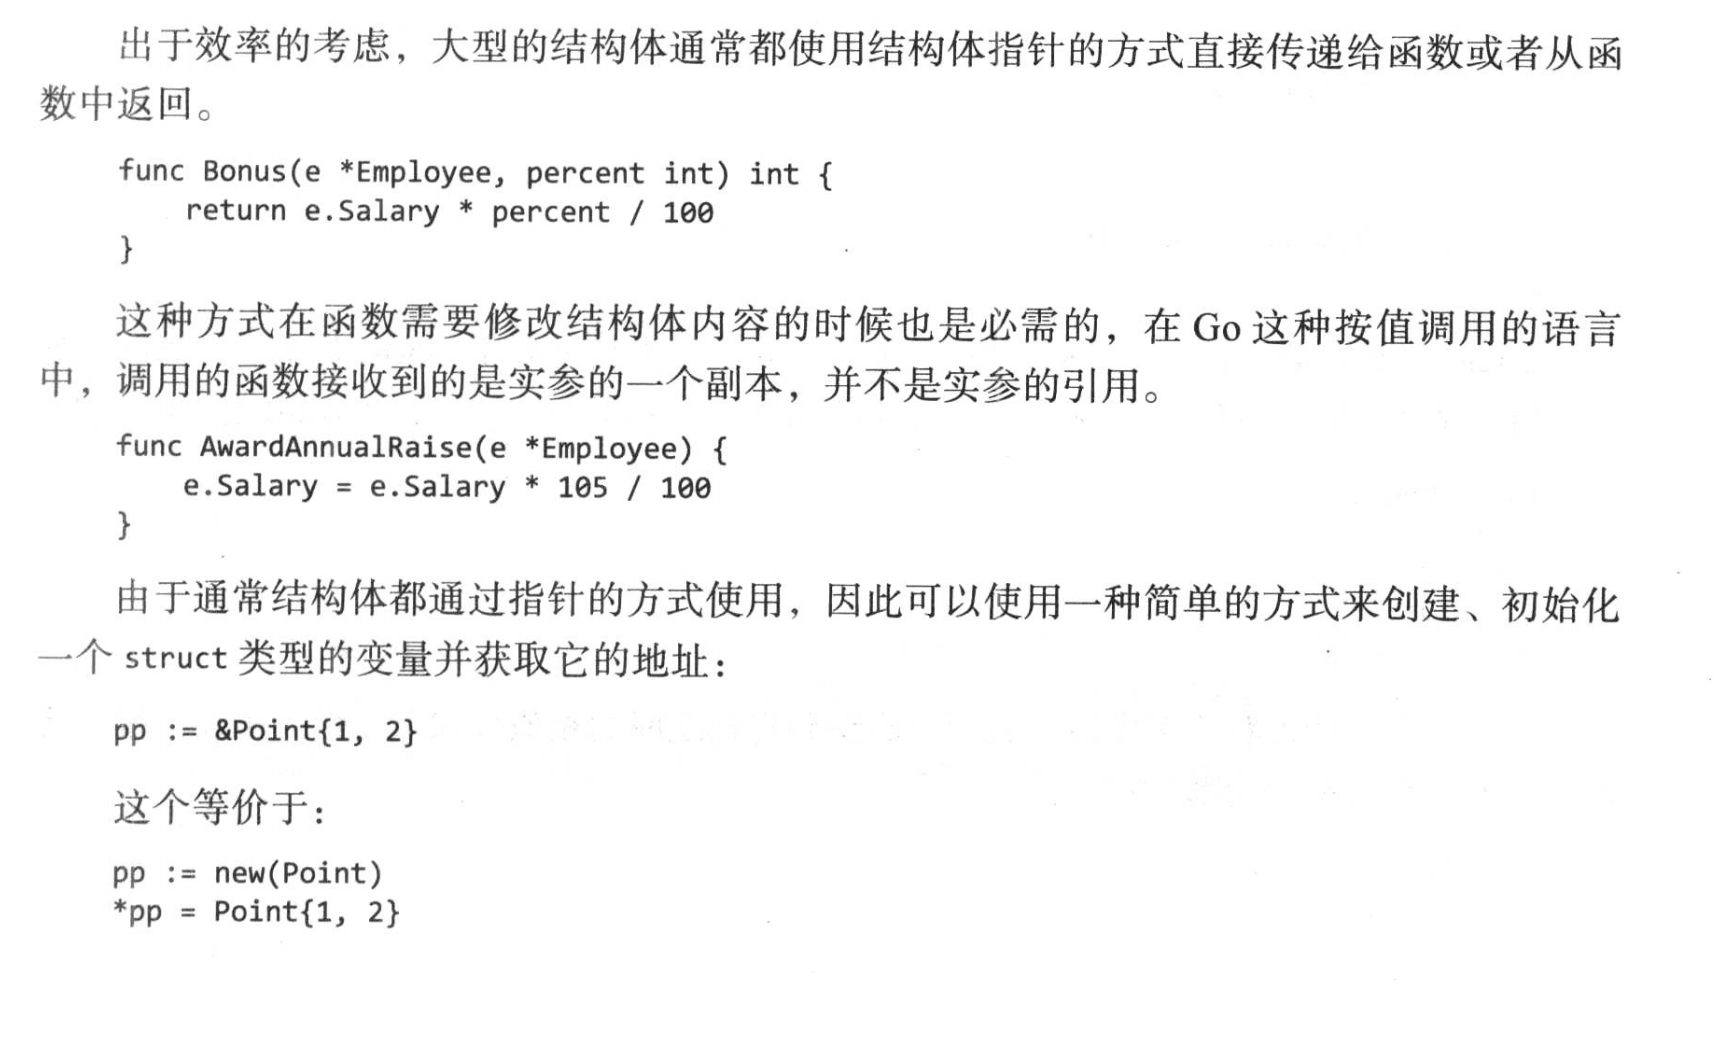 出于效率的考虑，大型的结构体通常都使用结构体指针的方式直接传递给函数或者从函
数中返回。
func Bonus(e *Employee, percent int) int {
    return e.Salary * percent / 100
}
这种方式在函数需要修改结构体内容的时候也是必需的，在 Go 这种按值调用的语言
中，调用的函数接收到的是实参的一个副本，并不是实参的引用。
func AwardAnnualRaise(e *Employee) {
    e.Salary = e.Salary * 105 / 100
}
由于通常结构体都通过指针的方式使用，因此可以使用一种简单的方式来创建、初始化
一个 struct 类型的变量并获取它的地址：
pp := &Point{1, 2}
这个等价于：
pp := new(Point)
*pp = Point{1, 2}